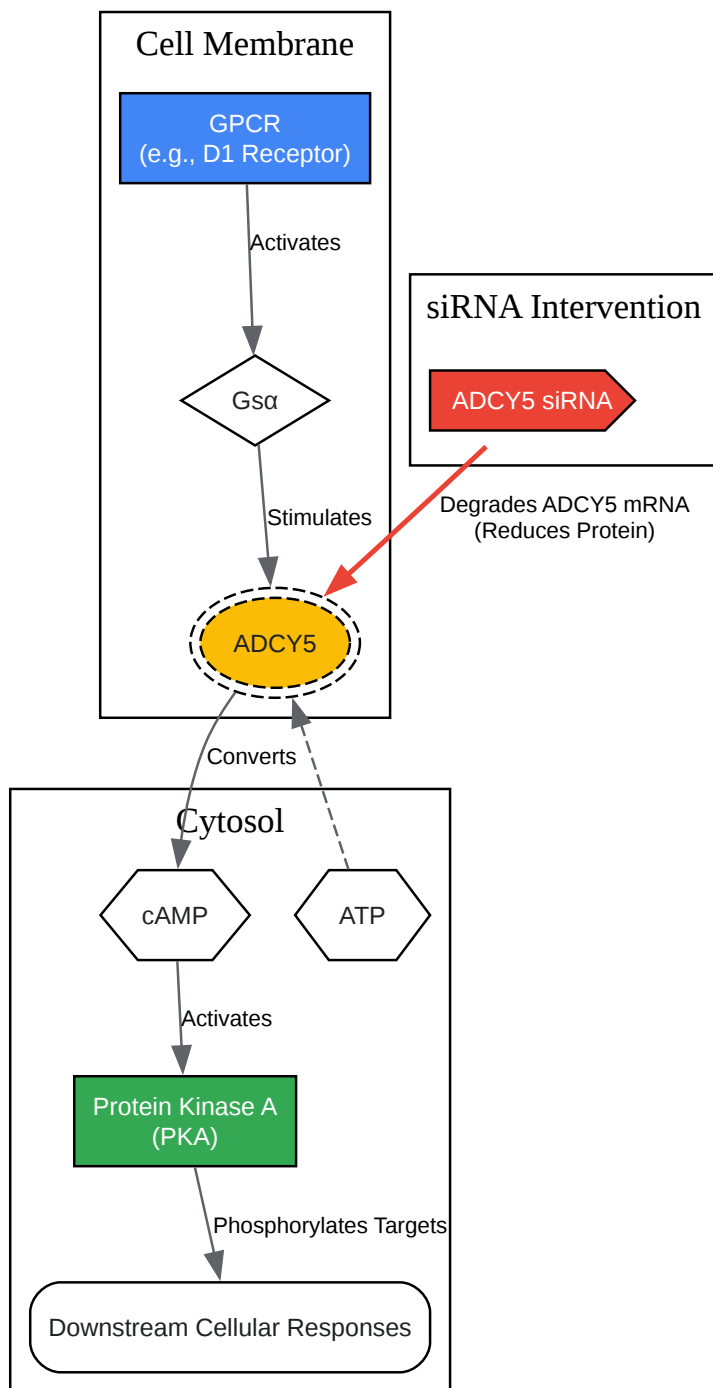 Cell Membrane
GPCR
(e.g., D1 Receptor)
Activates
siRNA Intervention
ADCY5 siRNA
Gsα
Degrades ADCY5 mRNA
(Reduces Protein)
Stimulates
ADCY5
Converts
Cytosol
cAMP
ATP
Activates
Protein Kinase A
(PKA)
Phosphorylates Targets
Downstream Cellular Responses